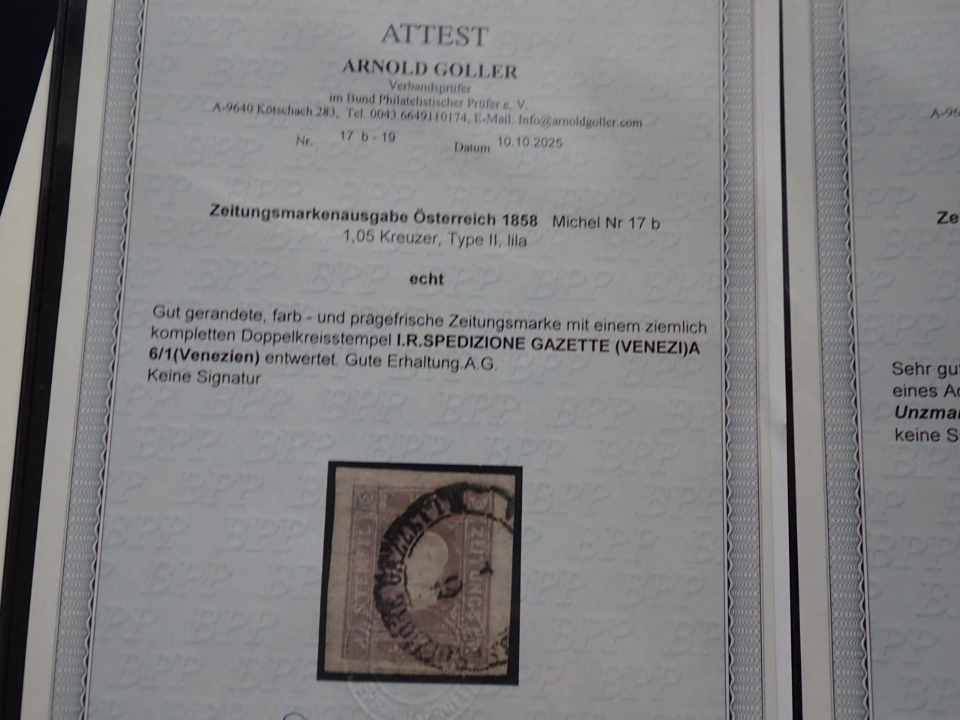 ATTEST
ARNOLD GOLLER
Verbandsprüfer
im Bund Philatelistischer Prüfer e. V.
A-9640 Kötschach 283, Tel. 0043 6649110174, E-Mail. Info@arnoldgoller.com
Nr. 17 b - 19 Datum 10.10.2025
Zeitungsmarkenausgabe Österreich 1858 Michel Nr 17 b
1,05 Kreuzer, Type II, lila
echt
Gut gerandete, farb - und prägefrische Zeitungsmarke mit einem ziemlich
kompletten Doppelkreisstempel I.R.SPEDIZIONE GAZETTE (VENEZI)A
6/1(Venezien) entwertet. Gute Erhaltung.A.G.
Keine Signatur
A-96
Ze
Sehr gu
eines A
Unzma
keine S